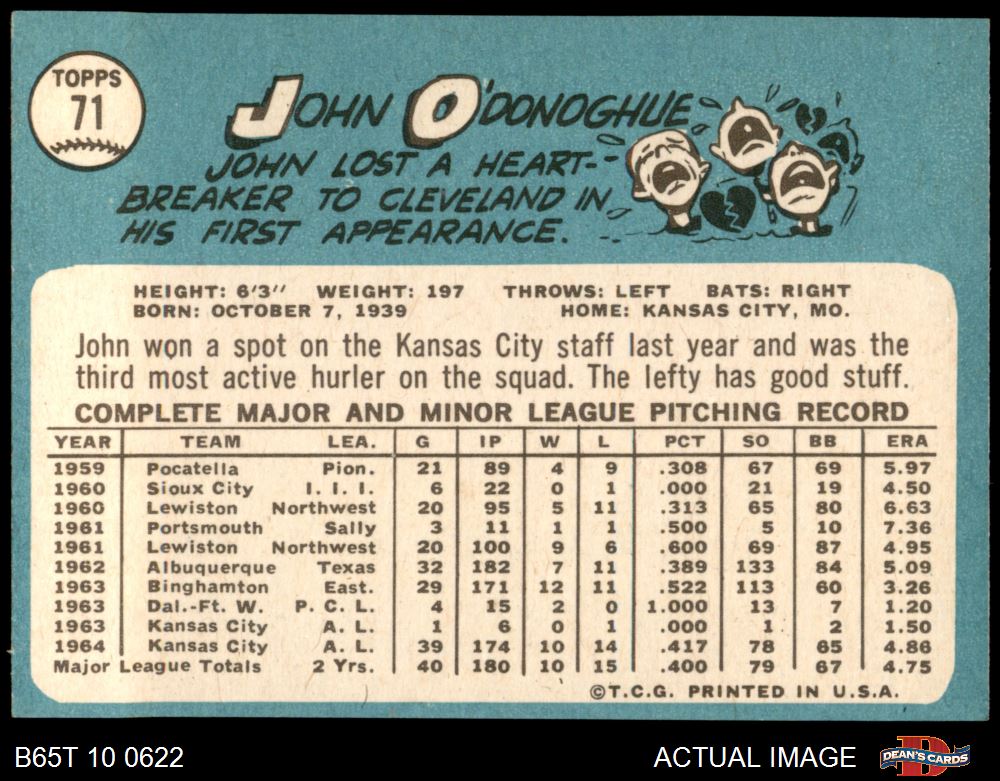 TOPPS
71
JOHN O'DONOGHUE
JOHN LOST A HEART-
BREAKER TO CLEVELAND IN
HIS FIRST APPEARANCE.
HEIGHT: 6'3" WEIGHT: 197 THROWS: LEFT BATS: RIGHT
BORN: OCTOBER 7, 1939 HOME: KANSAS CITY, MO.
John won a spot on the Kansas City staff last year and was the
third most active hurler on the squad. The lefty has good stuff.
COMPLETE MAJOR AND MINOR LEAGUE PITCHING RECORD
YEAR TEAM LEA. G IP W L PCT SO BB ERA
1959 Pocatella Pion. 21 89 4 9 .308 67 69 5.97
1960 Sioux City I. I. I. 6 22 0 1 .000 21 19 4.50
1960 Lewiston Northwest 20 95 5 11 .313 65 80 6.63
1961 Portsmouth Sally 3 11 1 1 .500 5 10 7.36
1961 Lewiston Northwest 20 100 9 6 .600 69 87 4.95
1962 Albuquerque Texas 32 182 7 11 .389 133 84 5.09
1963 Binghamton East. 29 171 12 11 .522 113 60 3.26
1963 Dal.-Ft. W. P. C. L. 4 15 2 0 1.000 13 7 1.20
1963 Kansas City A. L. 1 6 0 1 .000 1 2 1.50
1964 Kansas City A. L. 39 174 10 14 .417 78 65 4.86
Major League Totals 2 Yrs. 40 180 10 15 .400 79 67 4.75
©T.C.G. PRINTED IN U.S.A.
B65T 10 0622 ACTUAL IMAGE DEAN'S CARDS